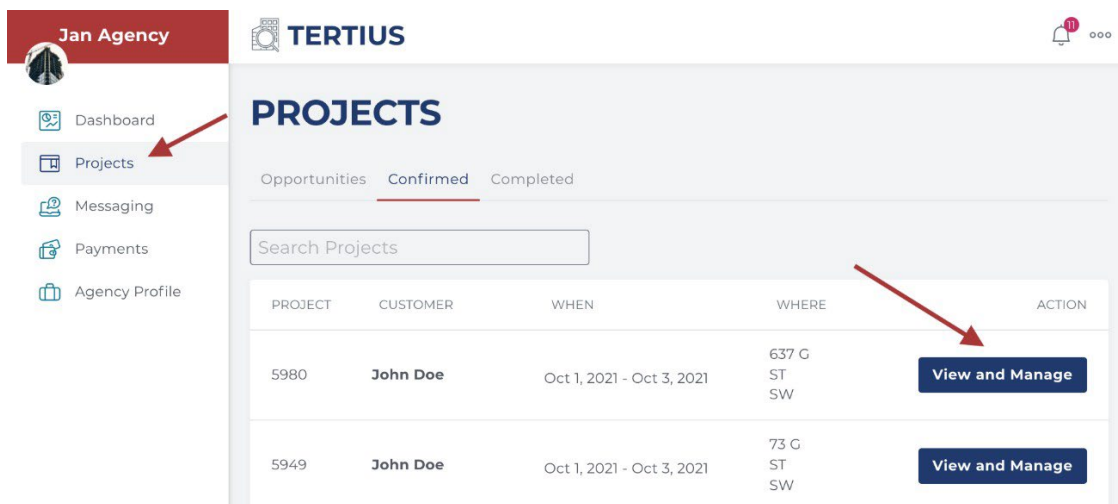 Jan Agency
TERTIUS
11
Dashboard
Projects
Messaging
Payments
Agency Profile
PROJECTS
Opportunities Confirmed Completed
Search Projects
PROJECT CUSTOMER WHEN WHERE ACTION
5980 John Doe Oct 1, 2021 - Oct 3, 2021 637 G
ST
SW
View and Manage
5949 John Doe Oct 1, 2021 - Oct 3, 2021 73 G
ST
SW
View and Manage